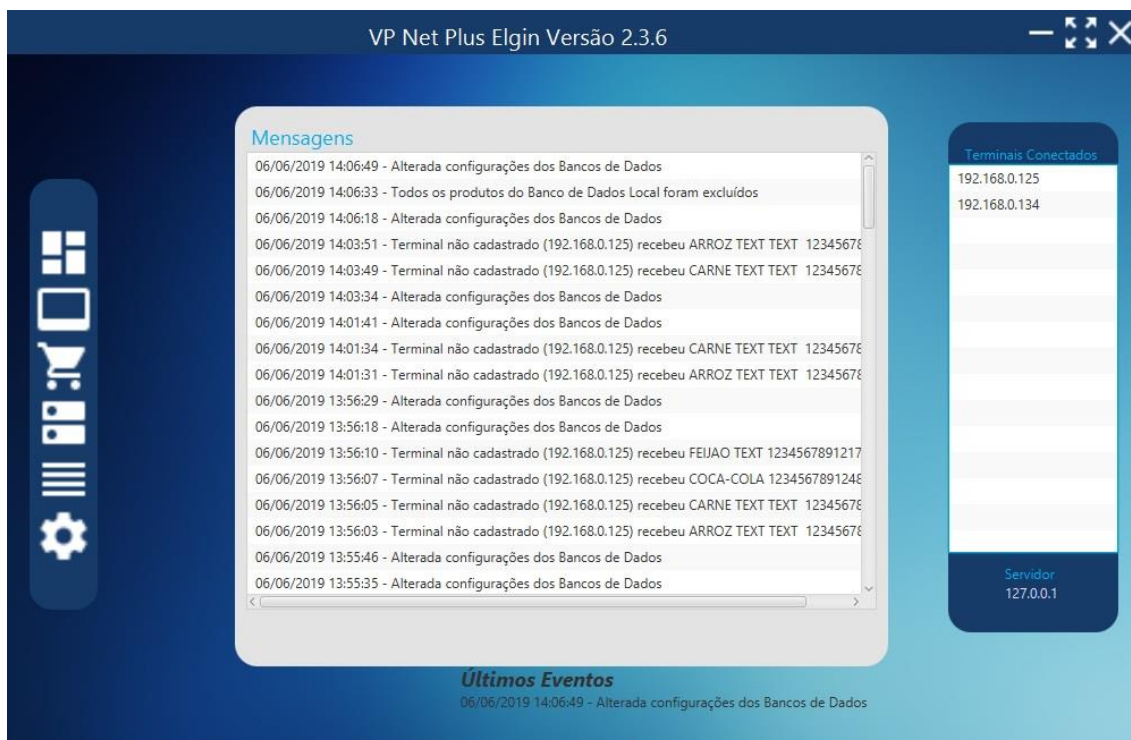 VP Net Plus Elgin Versão 2.3.6
Mensagens
06/06/2019 14:06:49 - Alterada configurações dos Bancos de Dados
06/06/2019 14:06:33 - Todos os produtos do Banco de Dados Local foram excluídos
06/06/2019 14:06:18 - Alterada configurações dos Bancos de Dados
06/06/2019 14:03:51 - Terminal não cadastrado (192.168.0.125) recebeu ARROZ TEXT TEXT 12345678
06/06/2019 14:03:49 - Terminal não cadastrado (192.168.0.125) recebeu CARNE TEXT TEXT 12345678
06/06/2019 14:03:34 - Alterada configurações dos Bancos de Dados
06/06/2019 14:01:41 - Alterada configurações dos Bancos de Dados
06/06/2019 14:01:34 - Terminal não cadastrado (192.168.0.125) recebeu CARNE TEXT TEXT 12345678
06/06/2019 14:01:31 - Terminal não cadastrado (192.168.0.125) recebeu ARROZ TEXT TEXT 12345678
06/06/2019 13:56:29 - Alterada configurações dos Bancos de Dados
06/06/2019 13:56:18 - Alterada configurações dos Bancos de Dados
06/06/2019 13:56:10 - Terminal não cadastrado (192.168.0.125) recebeu FEIJAO TEXT 1234567891217
06/06/2019 13:56:07 - Terminal não cadastrado (192.168.0.125) recebeu COCA-COLA 1234567891248
06/06/2019 13:56:05 - Terminal não cadastrado (192.168.0.125) recebeu CARNE TEXT TEXT 12345678
06/06/2019 13:56:03 - Terminal não cadastrado (192.168.0.125) recebeu ARROZ TEXT TEXT 12345678
06/06/2019 13:55:46 - Alterada configurações dos Bancos de Dados
06/06/2019 13:55:35 - Alterada configurações dos Bancos de Dados
Terminais Conectados
192.168.0.125
192.168.0.134
Servidor
127.0.0.1
Últimos Eventos
06/06/2019 14:06:49 - Alterada configurações dos Bancos de Dados